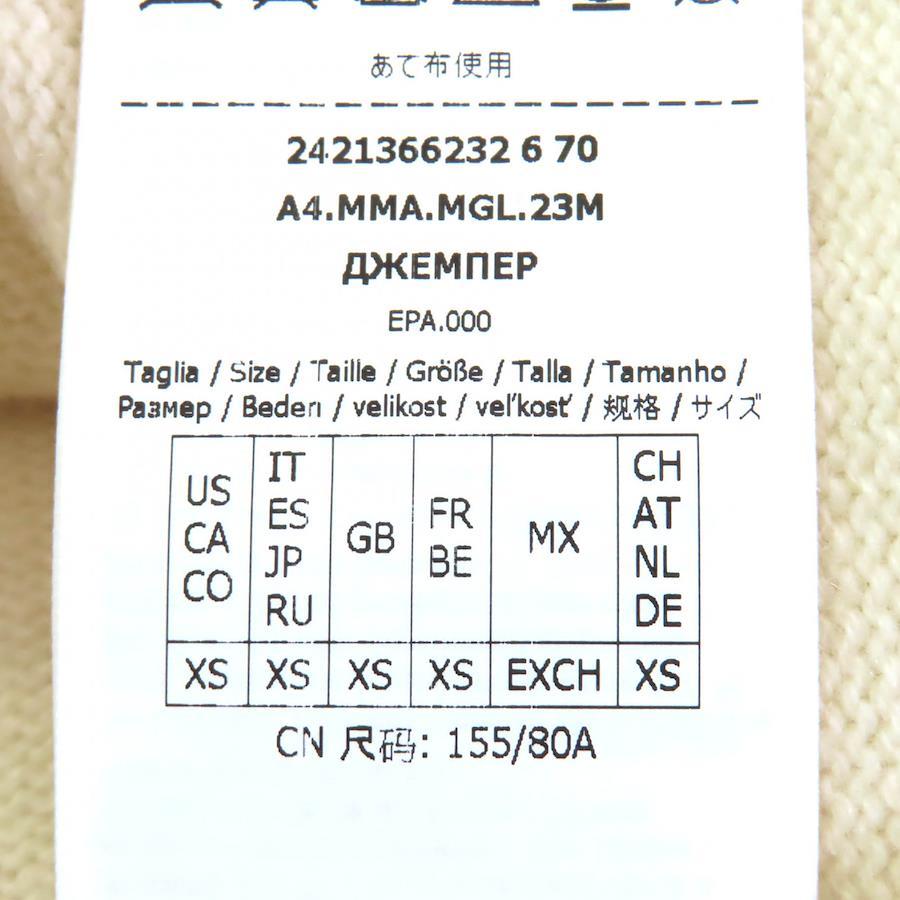 あて布使用
2421366232 6 70
A4.MMA.MGL.23M
ДЖЕМПЕР
EPA.000
Taglia / Size / Taille / Größe / Talla / Tamanho /
Размер / Beden / velikost / veľkosť / 规格 / サイズ
US CA CO
IT ES JP RU
GB
FR BE
MX
CH AT NL DE
XS XS XS XS EXCH XS
CN 尺码: 155/80A